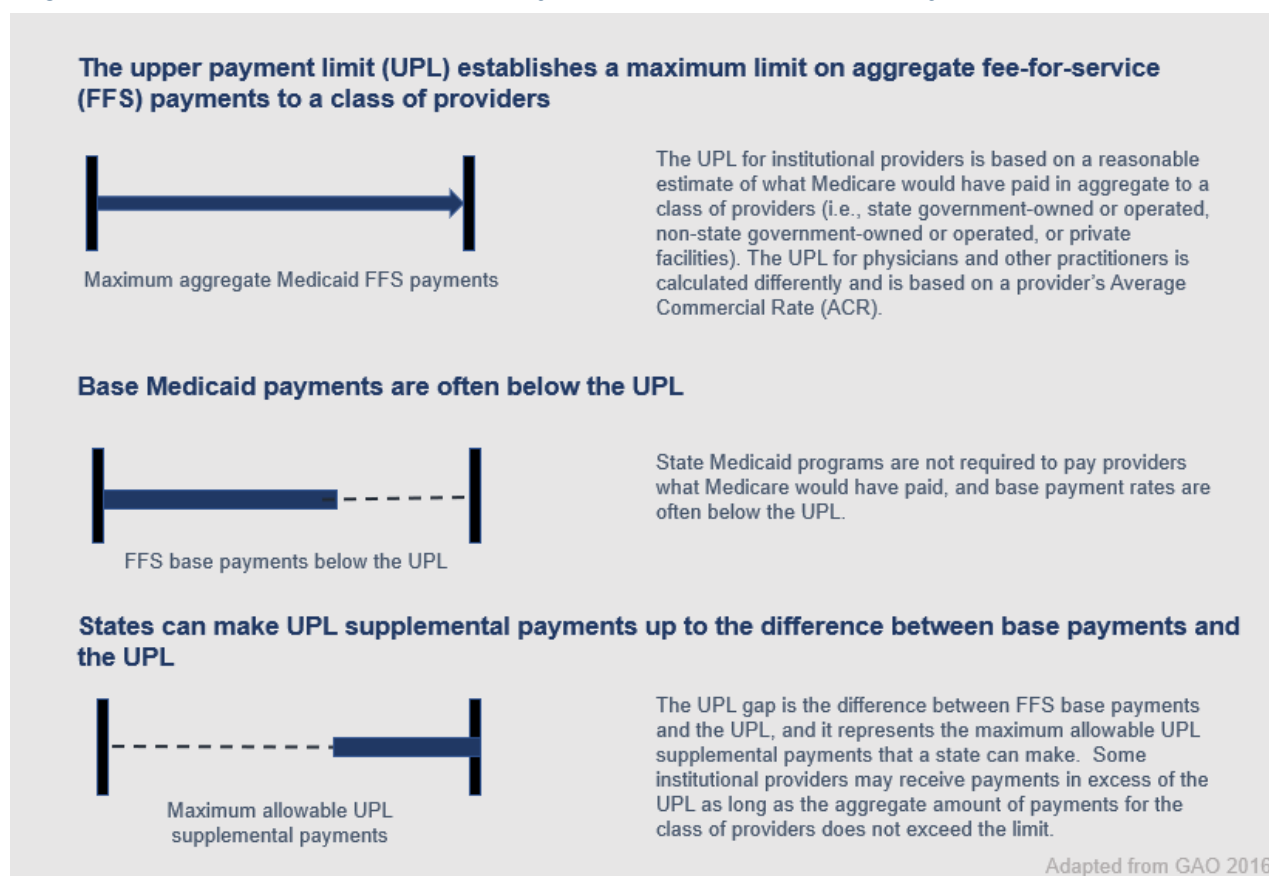 The upper payment limit (UPL) establishes a maximum limit on aggregate fee-for-service
(FFS) payments to a class of providers
The UPL for institutional providers is based on a reasonable
estimate of what Medicare would have paid in aggregate to a
class of providers (i.e., state government-owned or operated,
non-state government-owned or operated, or private
facilities). The UPL for physicians and other practitioners is
calculated differently and is based on a provider's Average
Commercial Rate (ACR).
Maximum aggregate Medicaid FFS payments
Base Medicaid payments are often below the UPL
State Medicaid programs are not required to pay providers
what Medicare would have paid, and base payment rates are
often below the UPL.
FFS base payments below the UPL
States can make UPL supplemental payments up to the difference between base payments and
the UPL
The UPL gap is the difference between FFS base payments
and the UPL, and it represents the maximum allowable UPL
supplemental payments that a state can make.  Some
institutional providers may receive payments in excess of the
UPL as long as the aggregate amount of payments for the
class of providers does not exceed the limit.
Maximum allowable UPL
supplemental payments
Adapted from GAO 2016